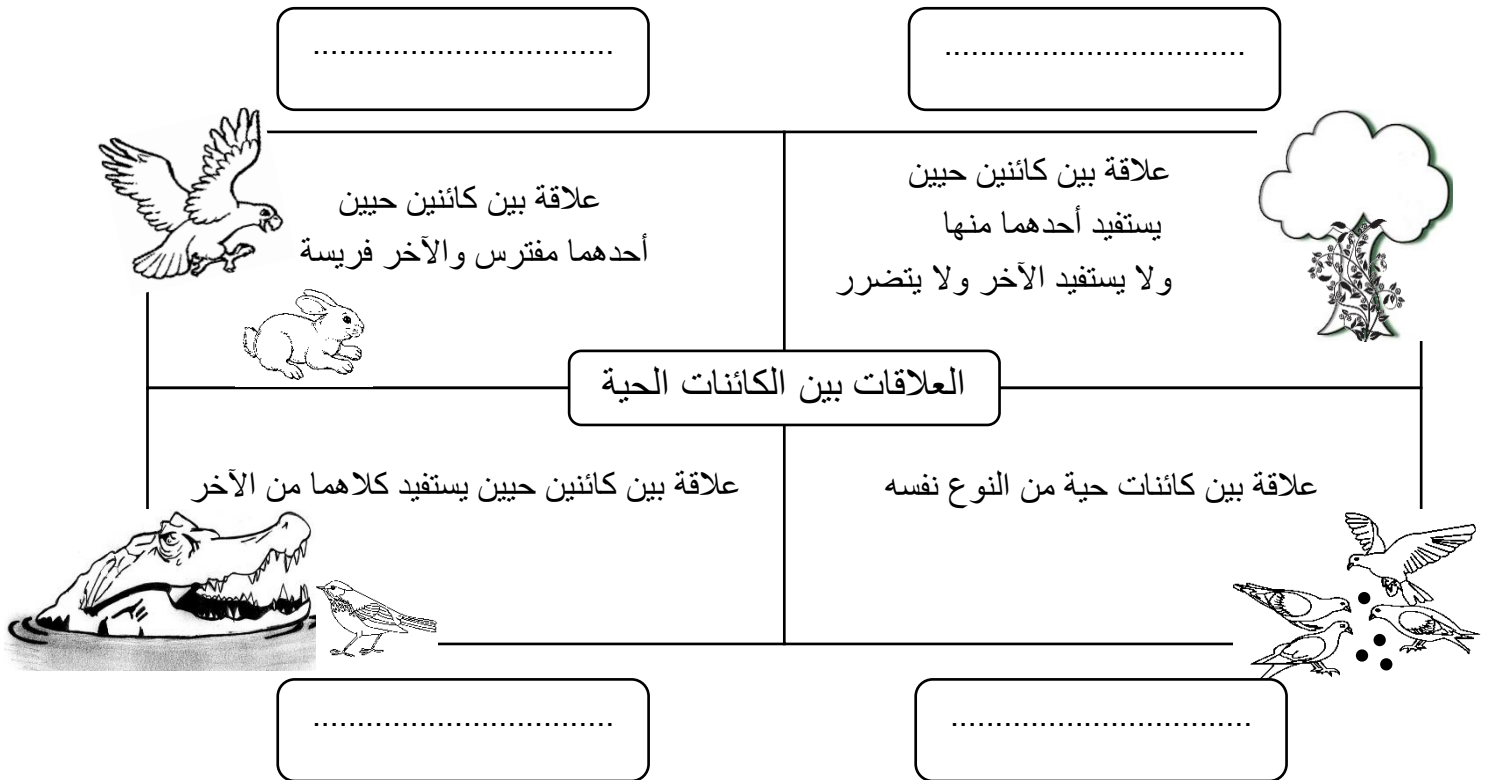 .................................
.................................
علاقة بين كائنين حيين
يستفيد أحدهما منها
ولا يستفيد الآخر ولا يتضرر
علاقة بين كائنين حيين
أحدهما مفترس والآخر فريسة
العلاقات بين الكائنات الحية
علاقة بين كائنات حية من النوع نفسه
علاقة بين كائنين حيين يستفيد كلاهما من الآخر
.................................
.................................